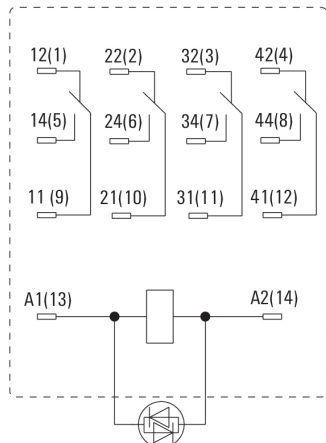 12(1) 22(2) 32(3) 42(4)
14(5) 24(6) 34(7) 44(8)
11 (9) 21(10) 31(11) 41(12)
A1(13) A2(14)